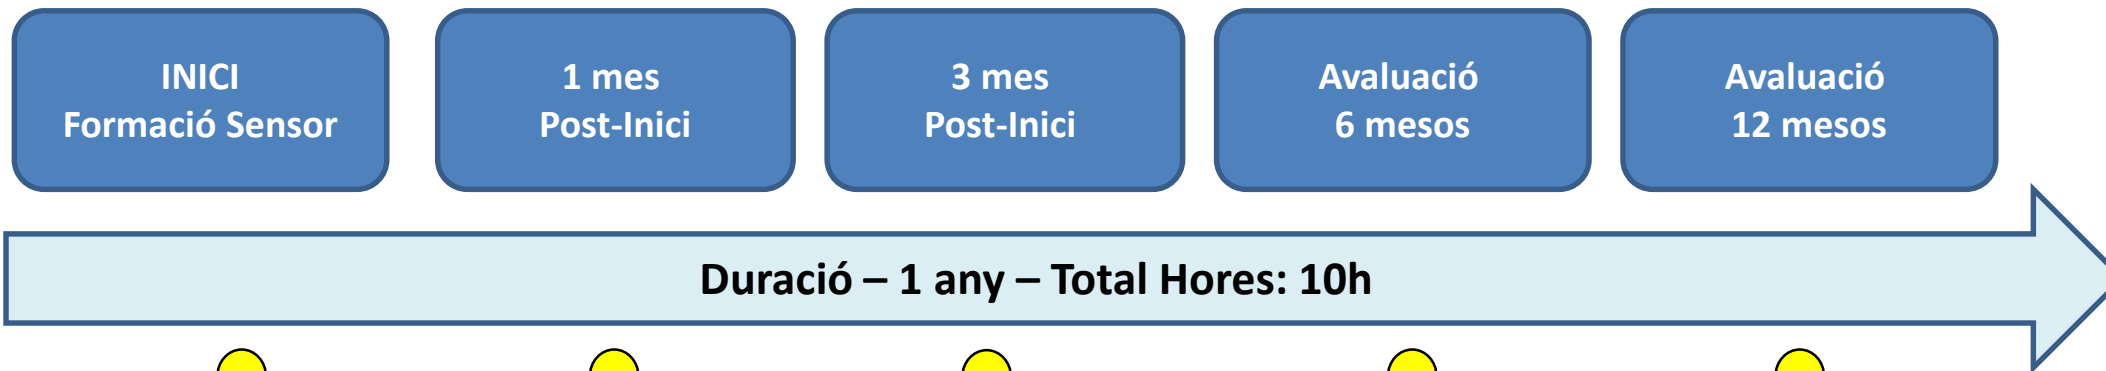 INICI
Formació Sensor
1 mes
Post-Inici
3 mes
Post-Inici
Avaluació
6 mesos
Avaluació
12 mesos
Duració – 1 any – Total Hores: 10h